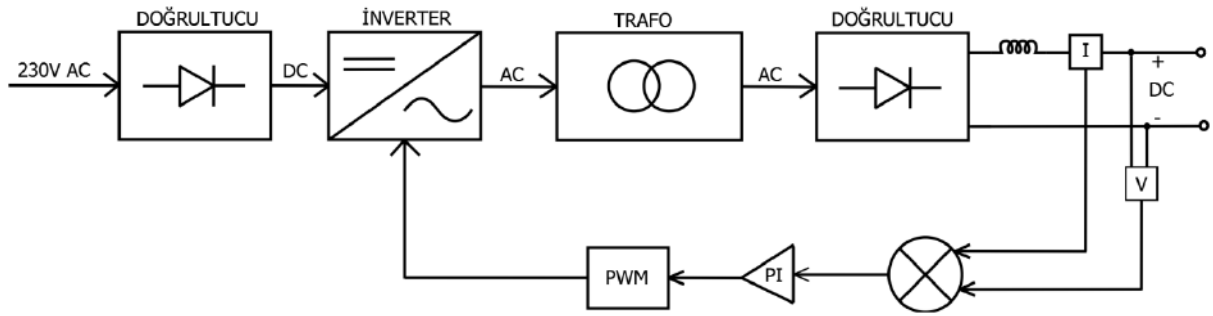 DOĞRULTUCU
İNVERTER
TRAFO
DOĞRULTUCU
230V AC
DC
AC
AC
I
+
DC
-
V
PWM
PI